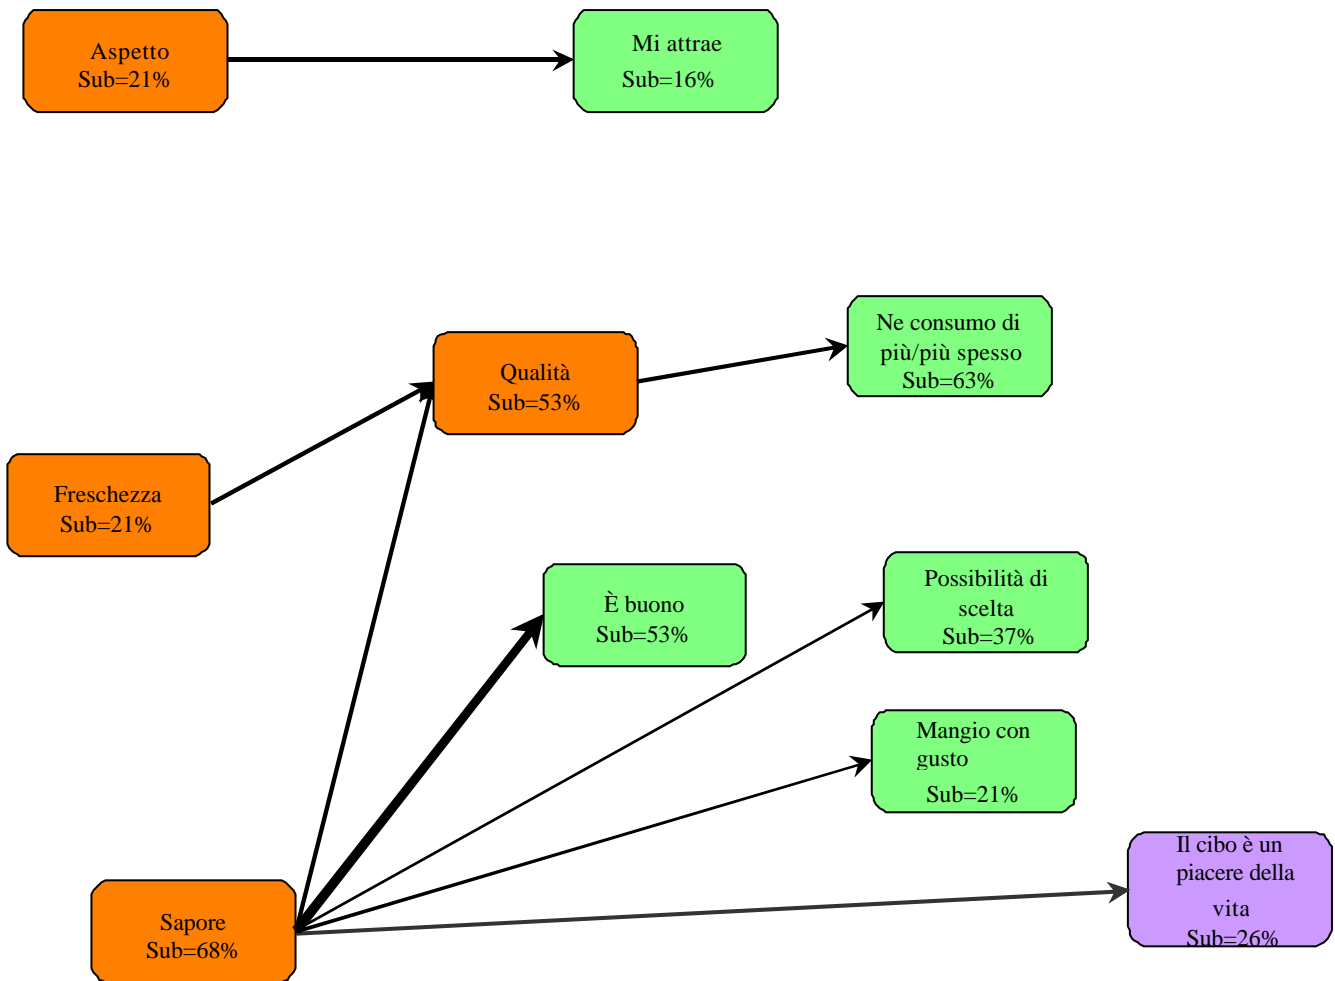 Aspetto
Sub=21%
Mi attrae
Sub=16%
Ne consumo di
più/più spesso
Sub=63%
Qualità
Sub=53%
Freschezza
Sub=21%
È buono
Sub=53%
Possibilità di
scelta
Sub=37%
Mangio con
gusto
Sub=21%
Il cibo è un
piacere della
vita
Sub=26%
Sapore
Sub=68%